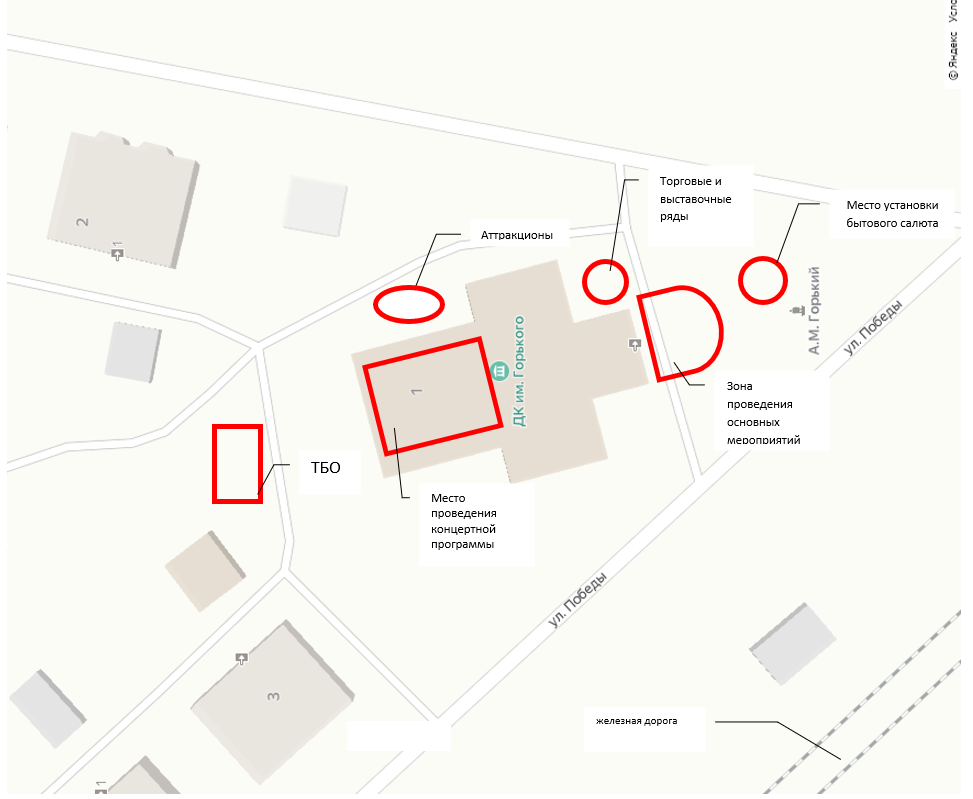 © Яндекс Усло
Торговые и
выставочные
ряды
Место установки
бытового салюта
Аттракционы
2
1
А.М. Горький
ул. Победы
ДК им. Горького
1
Зона
проведения
основных
мероприятий
ТБО
Место
проведения
концертной
программы
ул. Победы
3
железная дорога
1